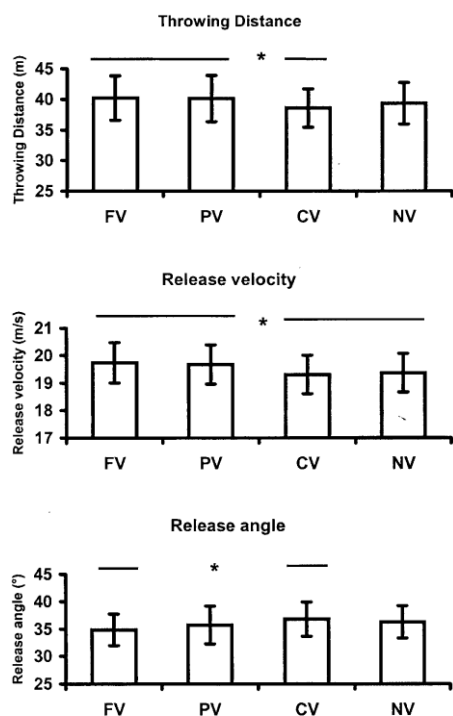 Throwing Distance
*
Throwing Distance (m)
45
40
35
30
25
FV PV CV NV
Release velocity
*
Release velocity (m/s)
21
20
19
18
17
FV PV CV NV
Release angle
*
Release angle (°)
45
40
35
30
25
FV PV CV NV